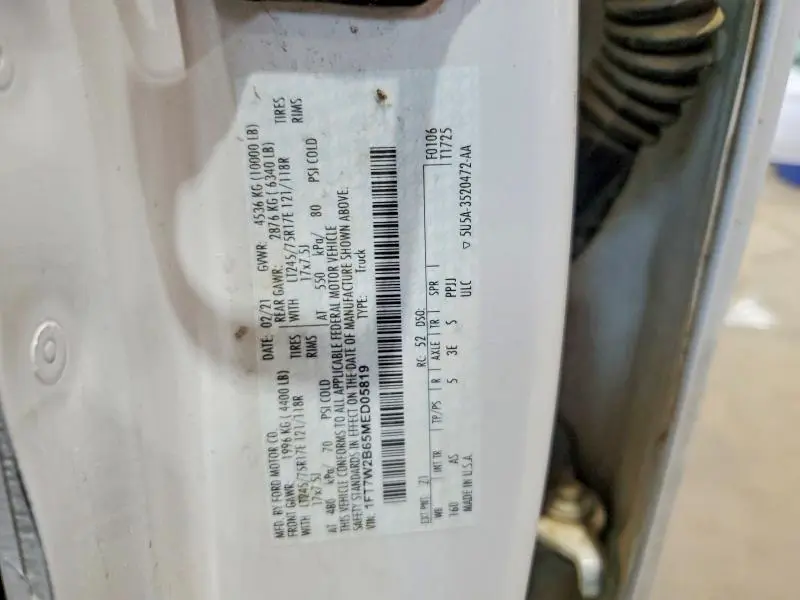 MFD. BY FORD MOTOR CO.
DATE: 02/21 GVWR: 4536 KG (10000 LB)
FRONT GAWR: 1996 KG (4400 LB) REAR GAWR: 2876 KG (6340 LB)
WITH LT245/75R17E 121/118R TIRES WITH LT245/75R17E 121/118R TIRES
17x7.5J RIMS 17x7.5J RIMS
AT 480 kPa/ 70 PSI COLD AT 550 kPa/ 80 PSI COLD
THIS VEHICLE CONFORMS TO ALL APPLICABLE FEDERAL MOTOR VEHICLE
SAFETY STANDARDS IN EFFECT ON THE DATE OF MANUFACTURE SHOWN ABOVE.
VIN: 1FT7W2B65MED05819 TYPE: Truck
F0106
T1725
EXT PNT: Z1 RC: 52 DSO:
WB INT TR TP/PS R AXLE TR SPR
160 AS 5 3E 5 PPJJ
MADE IN U.S.A. ULC
▽ 5U5A-3520472-AA